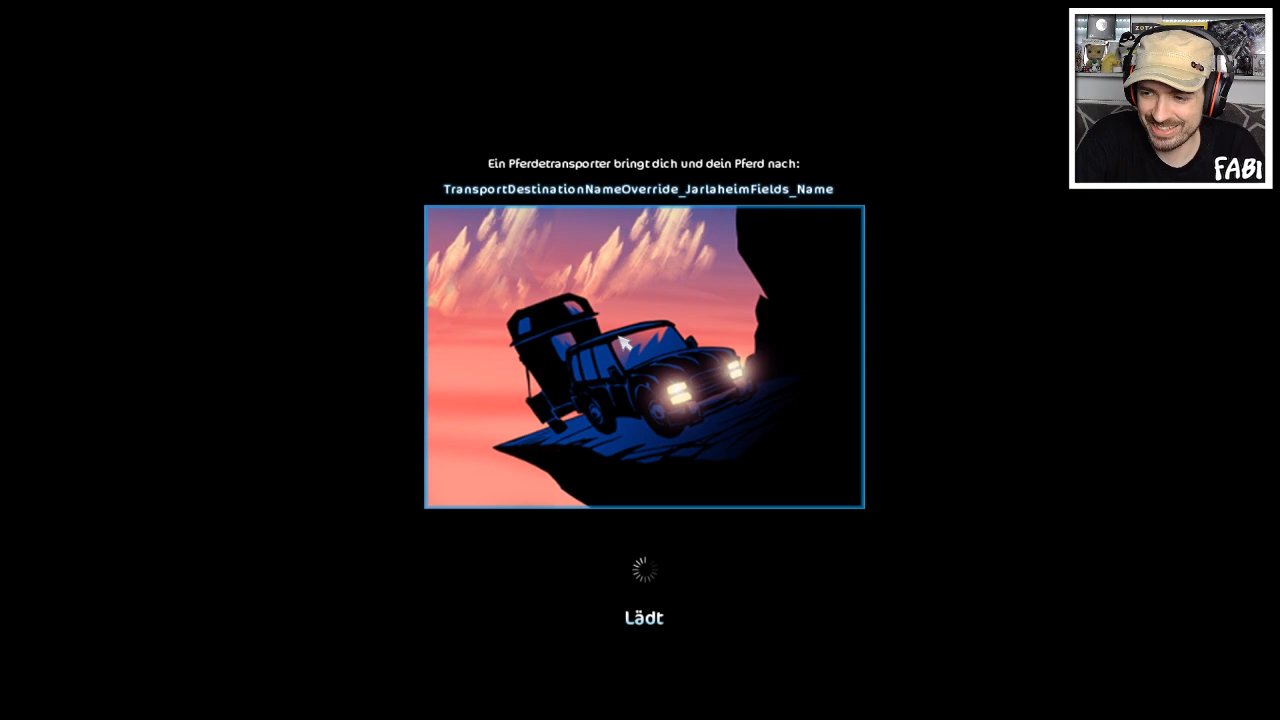 Ein Pferdetransporter bringt dich und dein Pferd nach:
TransportDestinationNameOverride_JarlaheimFields_Name
Lädt
FABI